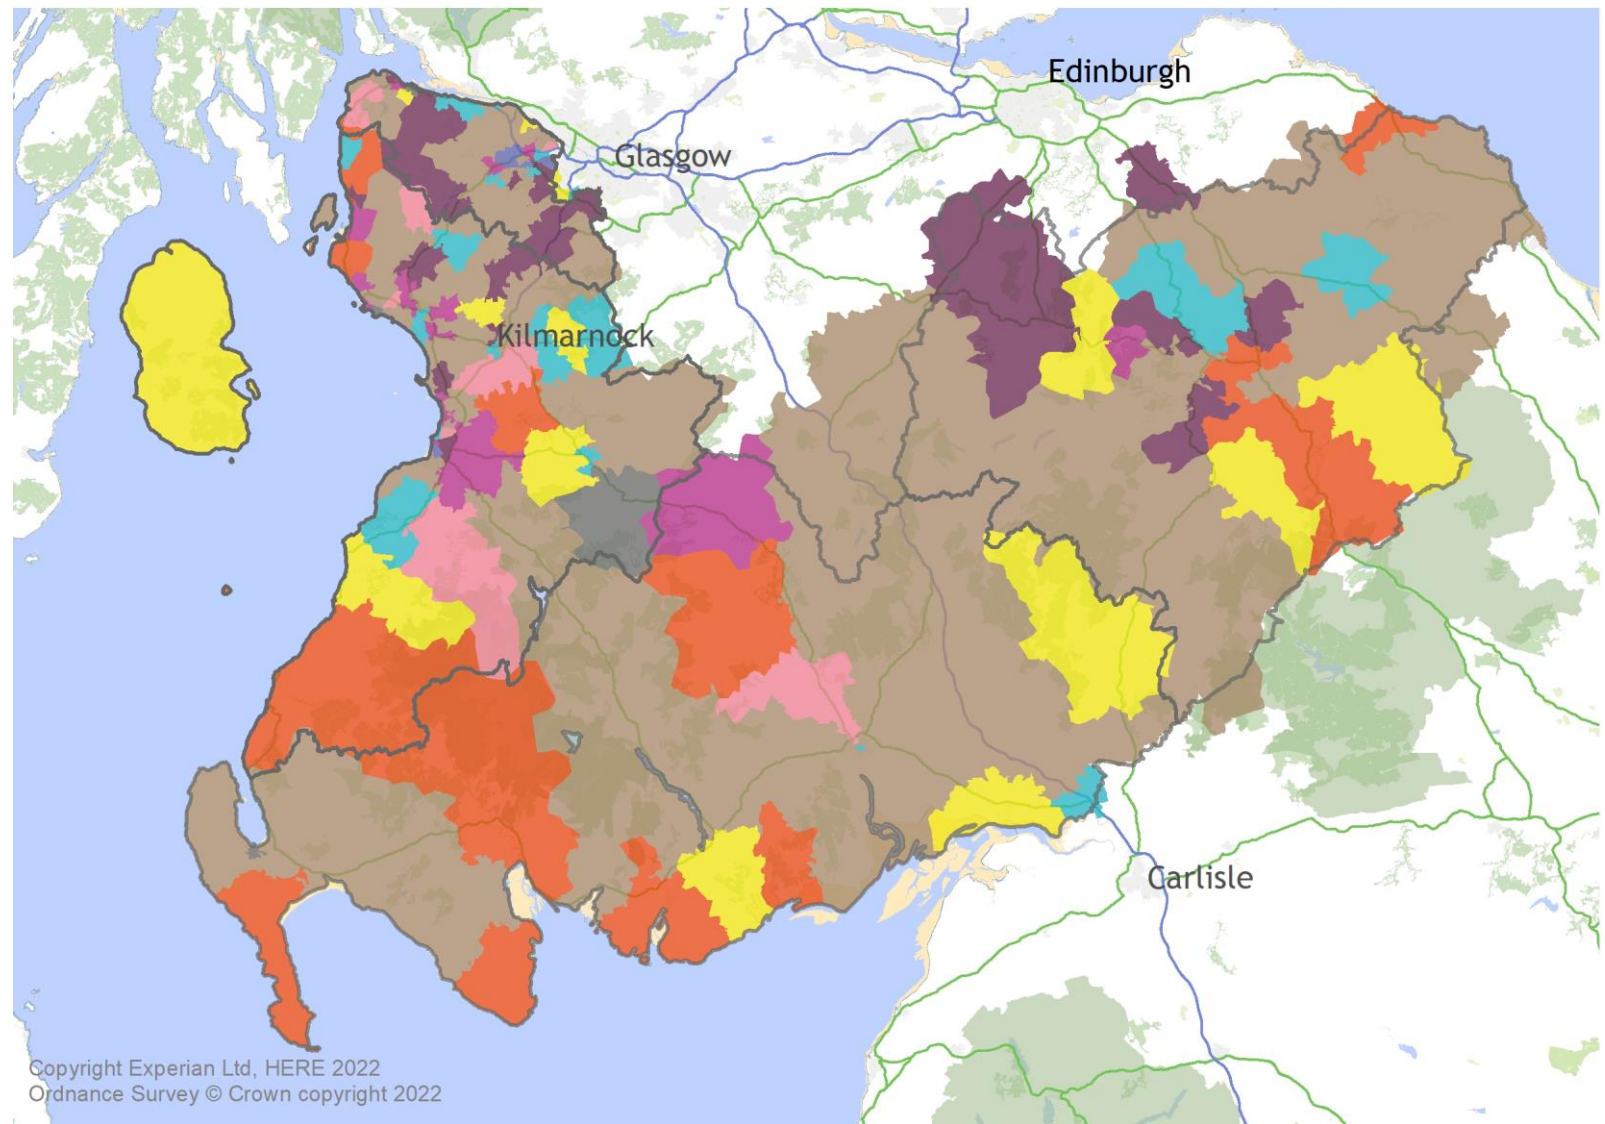 Edinburgh
Glasgow
Kilmarnock
Carlisle
Copyright Experian Ltd, HERE 2022
Ordnance Survey © Crown copyright 2022